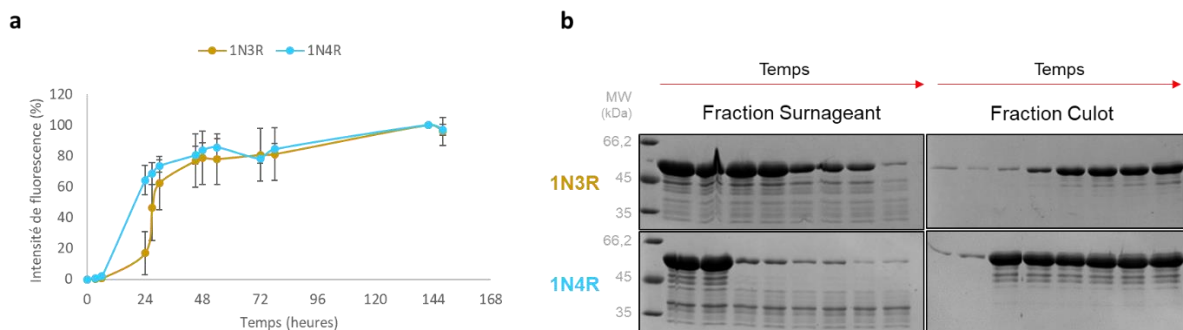 a
1N3R 1N4R
Intensité de fluorescence (%)
120
100
80
60
40
20
0
0 24 48 72 96 120 144 168
Temps (heures)
b
Temps Temps
MW
(kDa)
Fraction Surnageant Fraction Culot
66,2
1N3R
45
35
66,2
1N4R
45
35